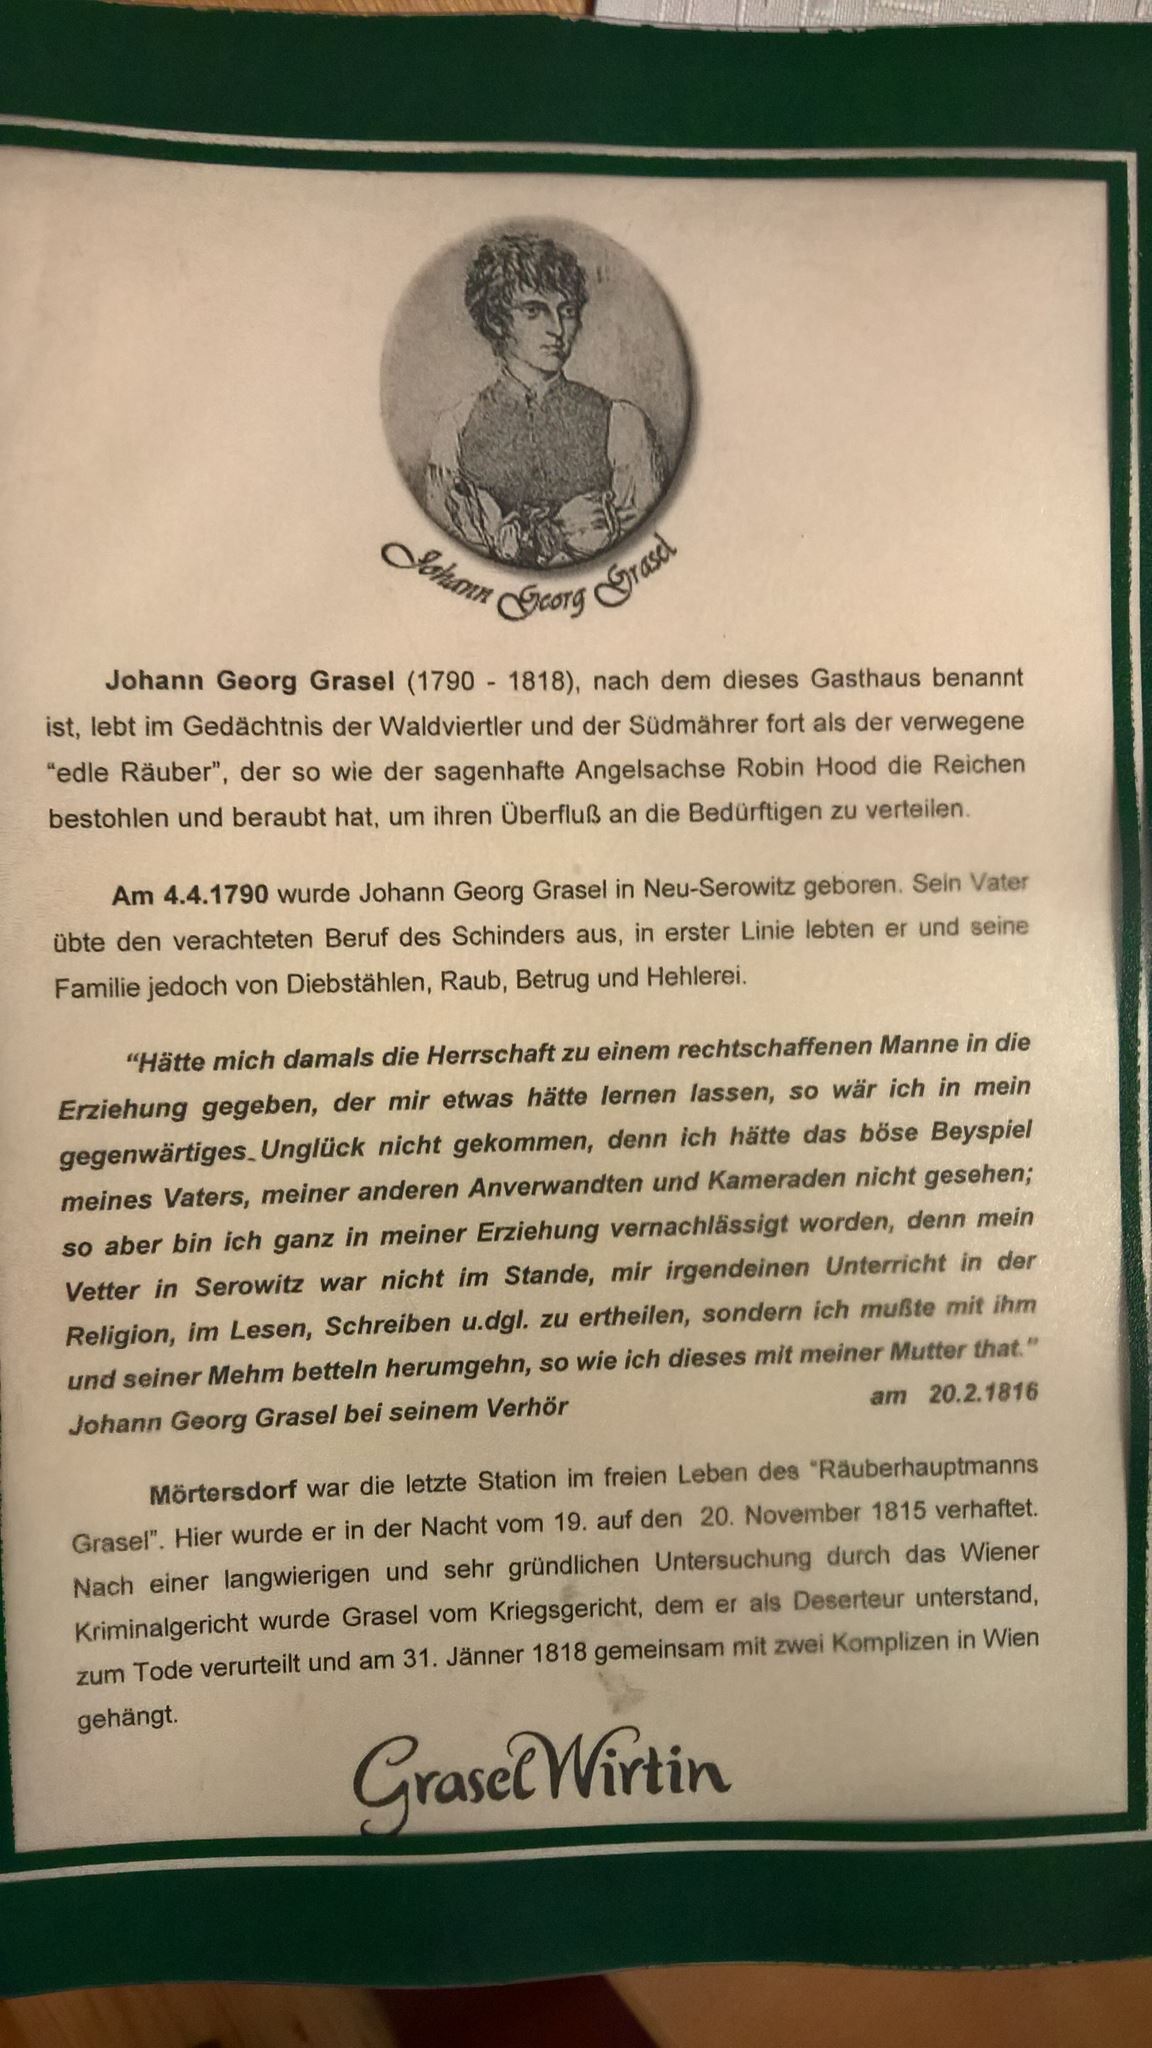 Johann Georg Grasel
Johann Georg Grasel (1790 - 1818), nach dem dieses Gasthaus benannt
ist, lebt im Gedächtnis der Waldviertler und der Südmährer fort als der verwegene
“edle Räuber”, der so wie der sagenhafte Angelsachse Robin Hood die Reichen
bestohlen und beraubt hat, um ihren Überfluß an die Bedürftigen zu verteilen.
Am 4.4.1790 wurde Johann Georg Grasel in Neu-Serowitz geboren. Sein Vater
übte den verachteten Beruf des Schinders aus, in erster Linie lebten er und seine
Familie jedoch von Diebstählen, Raub, Betrug und Hehlerei.
“Hätte mich damals die Herrschaft zu einem rechtschaffenen Manne in die
Erziehung gegeben, der mir etwas hätte lernen lassen, so wär ich in mein
gegenwärtiges Unglück nicht gekommen, denn ich hätte das böse Beyspiel
meines Vaters, meiner anderen Anverwandten und Kameraden nicht gesehen;
so aber bin ich ganz in meiner Erziehung vernachlässigt worden, denn mein
Vetter in Serowitz war nicht im Stande, mir irgendeinen Unterricht in der
Religion, im Lesen, Schreiben u.dgl. zu ertheilen, sondern ich mußte mit ihm
und seiner Mehm betteln herumgehn, so wie ich dieses mit meiner Mutter that.”
Johann Georg Grasel bei seinem Verhör am 20.2.1816
Mörtersdorf war die letzte Station im freien Leben des “Räuberhauptmanns
Grasel”. Hier wurde er in der Nacht vom 19. auf den 20. November 1815 verhaftet.
Nach einer langwierigen und sehr gründlichen Untersuchung durch das Wiener
Kriminalgericht wurde Grasel vom Kriegsgericht, dem er als Deserteur unterstand,
zum Tode verurteilt und am 31. Jänner 1818 gemeinsam mit zwei Komplizen in Wien
gehängt.
Grasel Wirtin